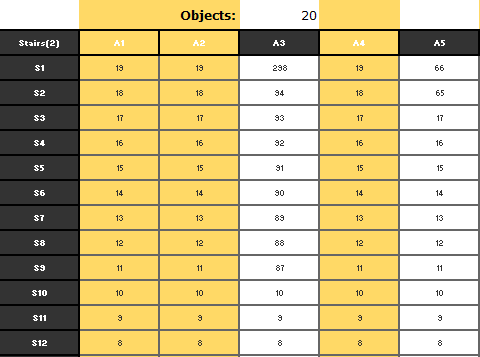 Objects: 20
Stairs(2) A1 A2 A3 A4 A5
S1 19 19 298 19 66
S2 18 18 94 18 65
S3 17 17 93 17 17
S4 16 16 92 16 16
S5 15 15 91 15 15
S6 14 14 90 14 14
S7 13 13 89 13 13
S8 12 12 88 12 12
S9 11 11 87 11 11
S10 10 10 10 10 10
S11 9 9 9 9 9
S12 8 8 8 8 8